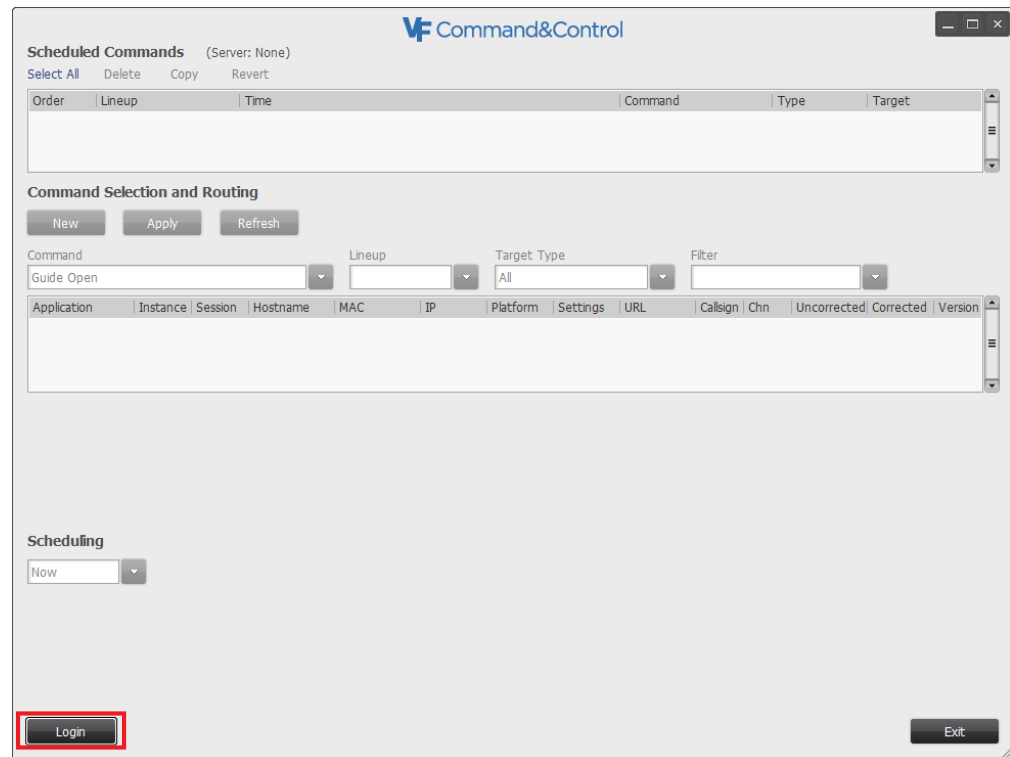 VF Command&Control
Scheduled Commands (Server: None)
Select All Delete Copy Revert
Order Lineup Time Command Type Target
Command Selection and Routing
New Apply Refresh
Command Lineup Target Type Filter
Guide Open All
Application Instance Session Hostname MAC IP Platform Settings URL Callsign Chn Uncorrected Corrected Version
Scheduling
Now
Login Exit